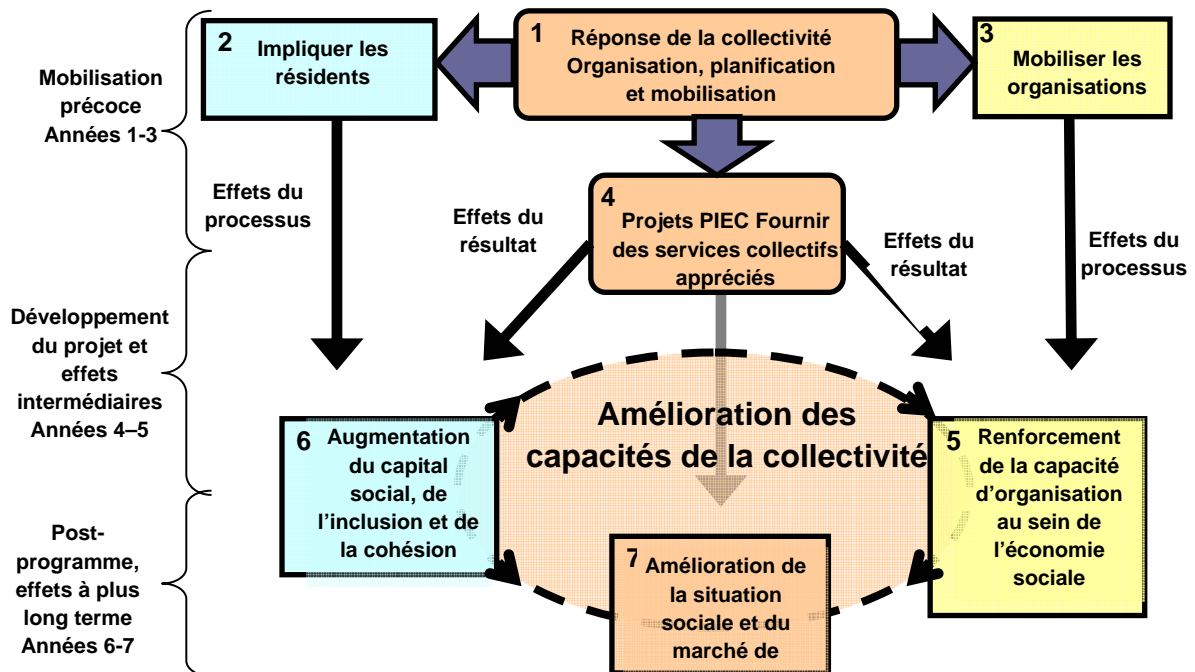 2
Impliquer les
résidents
1
Réponse de la collectivité
Organisation, planification
et mobilisation
3
Mobiliser les
organisations
Mobilisation
précoce
Années 1-3
Effets du
processus
Effets du
résultat
4
Projets PIEC Fournir
des services collectifs
appréciés
Effets du
résultat
Effets du
processus
Développement
du projet et
effets
intermédiaires
Années 4–5
Amélioration des
capacités de la collectivité
6
Augmentation
du capital
social, de
l’inclusion et de
la cohésion
5
Renforcement
de la capacité
d’organisation
au sein de
l’économie
sociale
Post-
programme,
effets à plus
long terme
Années 6-7
7
Amélioration de
la situation
sociale et du
marché de